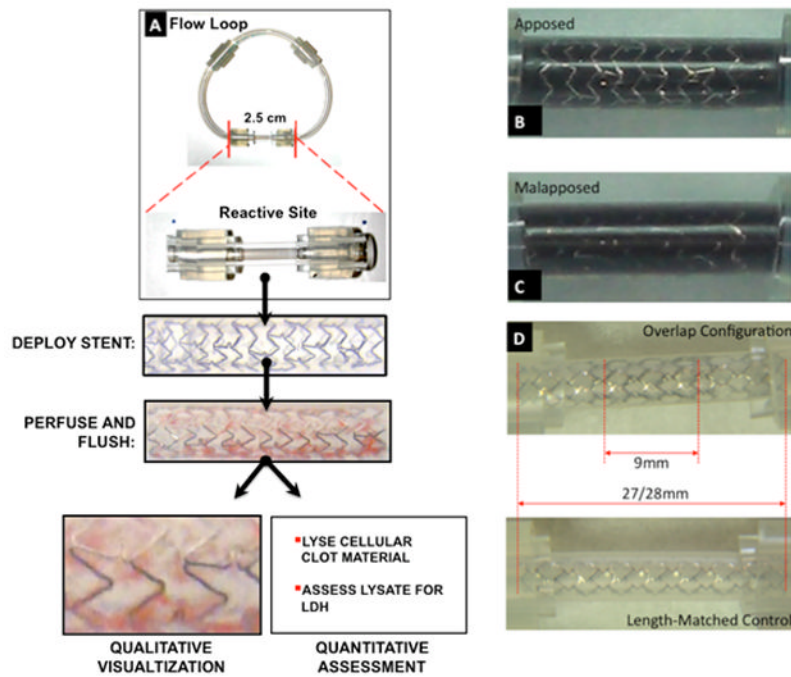 A
Flow Loop
2.5 cm
Reactive Site
DEPLOY STENT:
PERFUSE AND
FLUSH:
LYSE CELLULAR
CLOT MATERIAL
ASSESS LYSATE FOR
LDH
QUALITATIVE
VISUALTIZATION
QUANTITATIVE
ASSESSMENT
Apposed
B
Malapposed
C
D
Overlap Configuration
9mm
27/28mm
Length-Matched Control